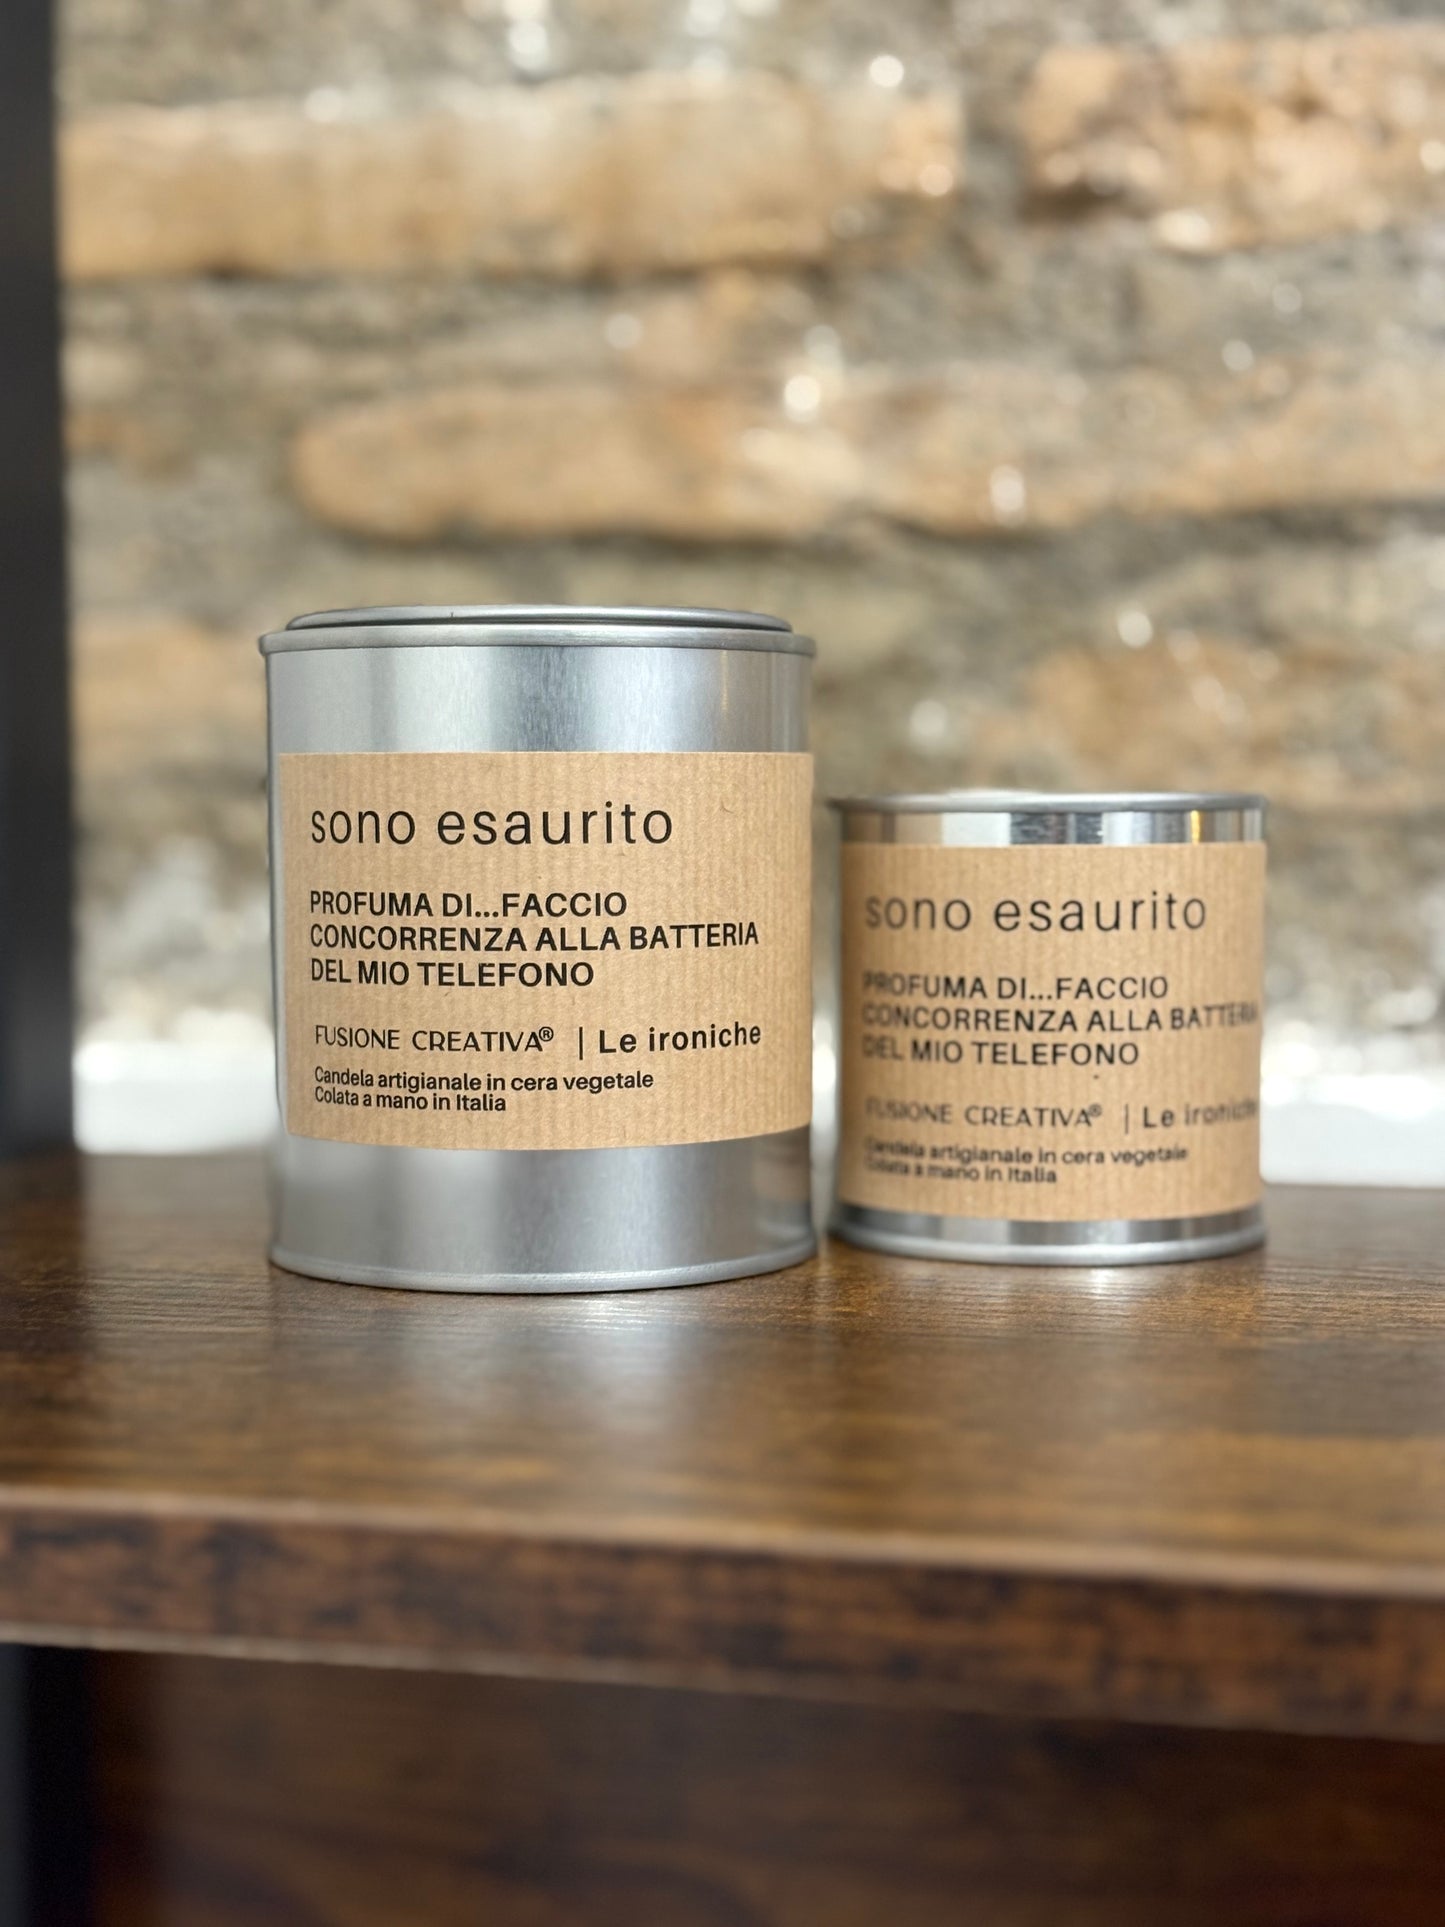 sono esaurito
PROFUMA DI...FACCIO
CONCORRENZA ALLA BATTERIA
DEL MIO TELEFONO
FUSIONE CREATIVA® | Le ironiche
Candela artigianale in cera vegetale
Colata a mano in Italia
sono esaurito
PROFUMA DI...FACCIO
CONCORRENZA ALLA BATTERIA
DEL MIO TELEFONO
FUSIONE CREATIVA® | Le ironiche
Candela artigianale in cera vegetale
Colata a mano in Italia